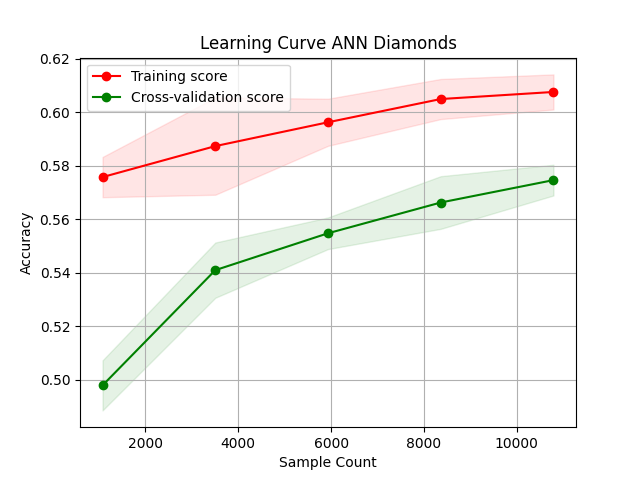 Learning Curve ANN Diamonds
Training score
Cross-validation score
0.62
0.60
0.58
0.56
0.54
0.52
0.50
Accuracy
2000 4000 6000 8000 10000
Sample Count